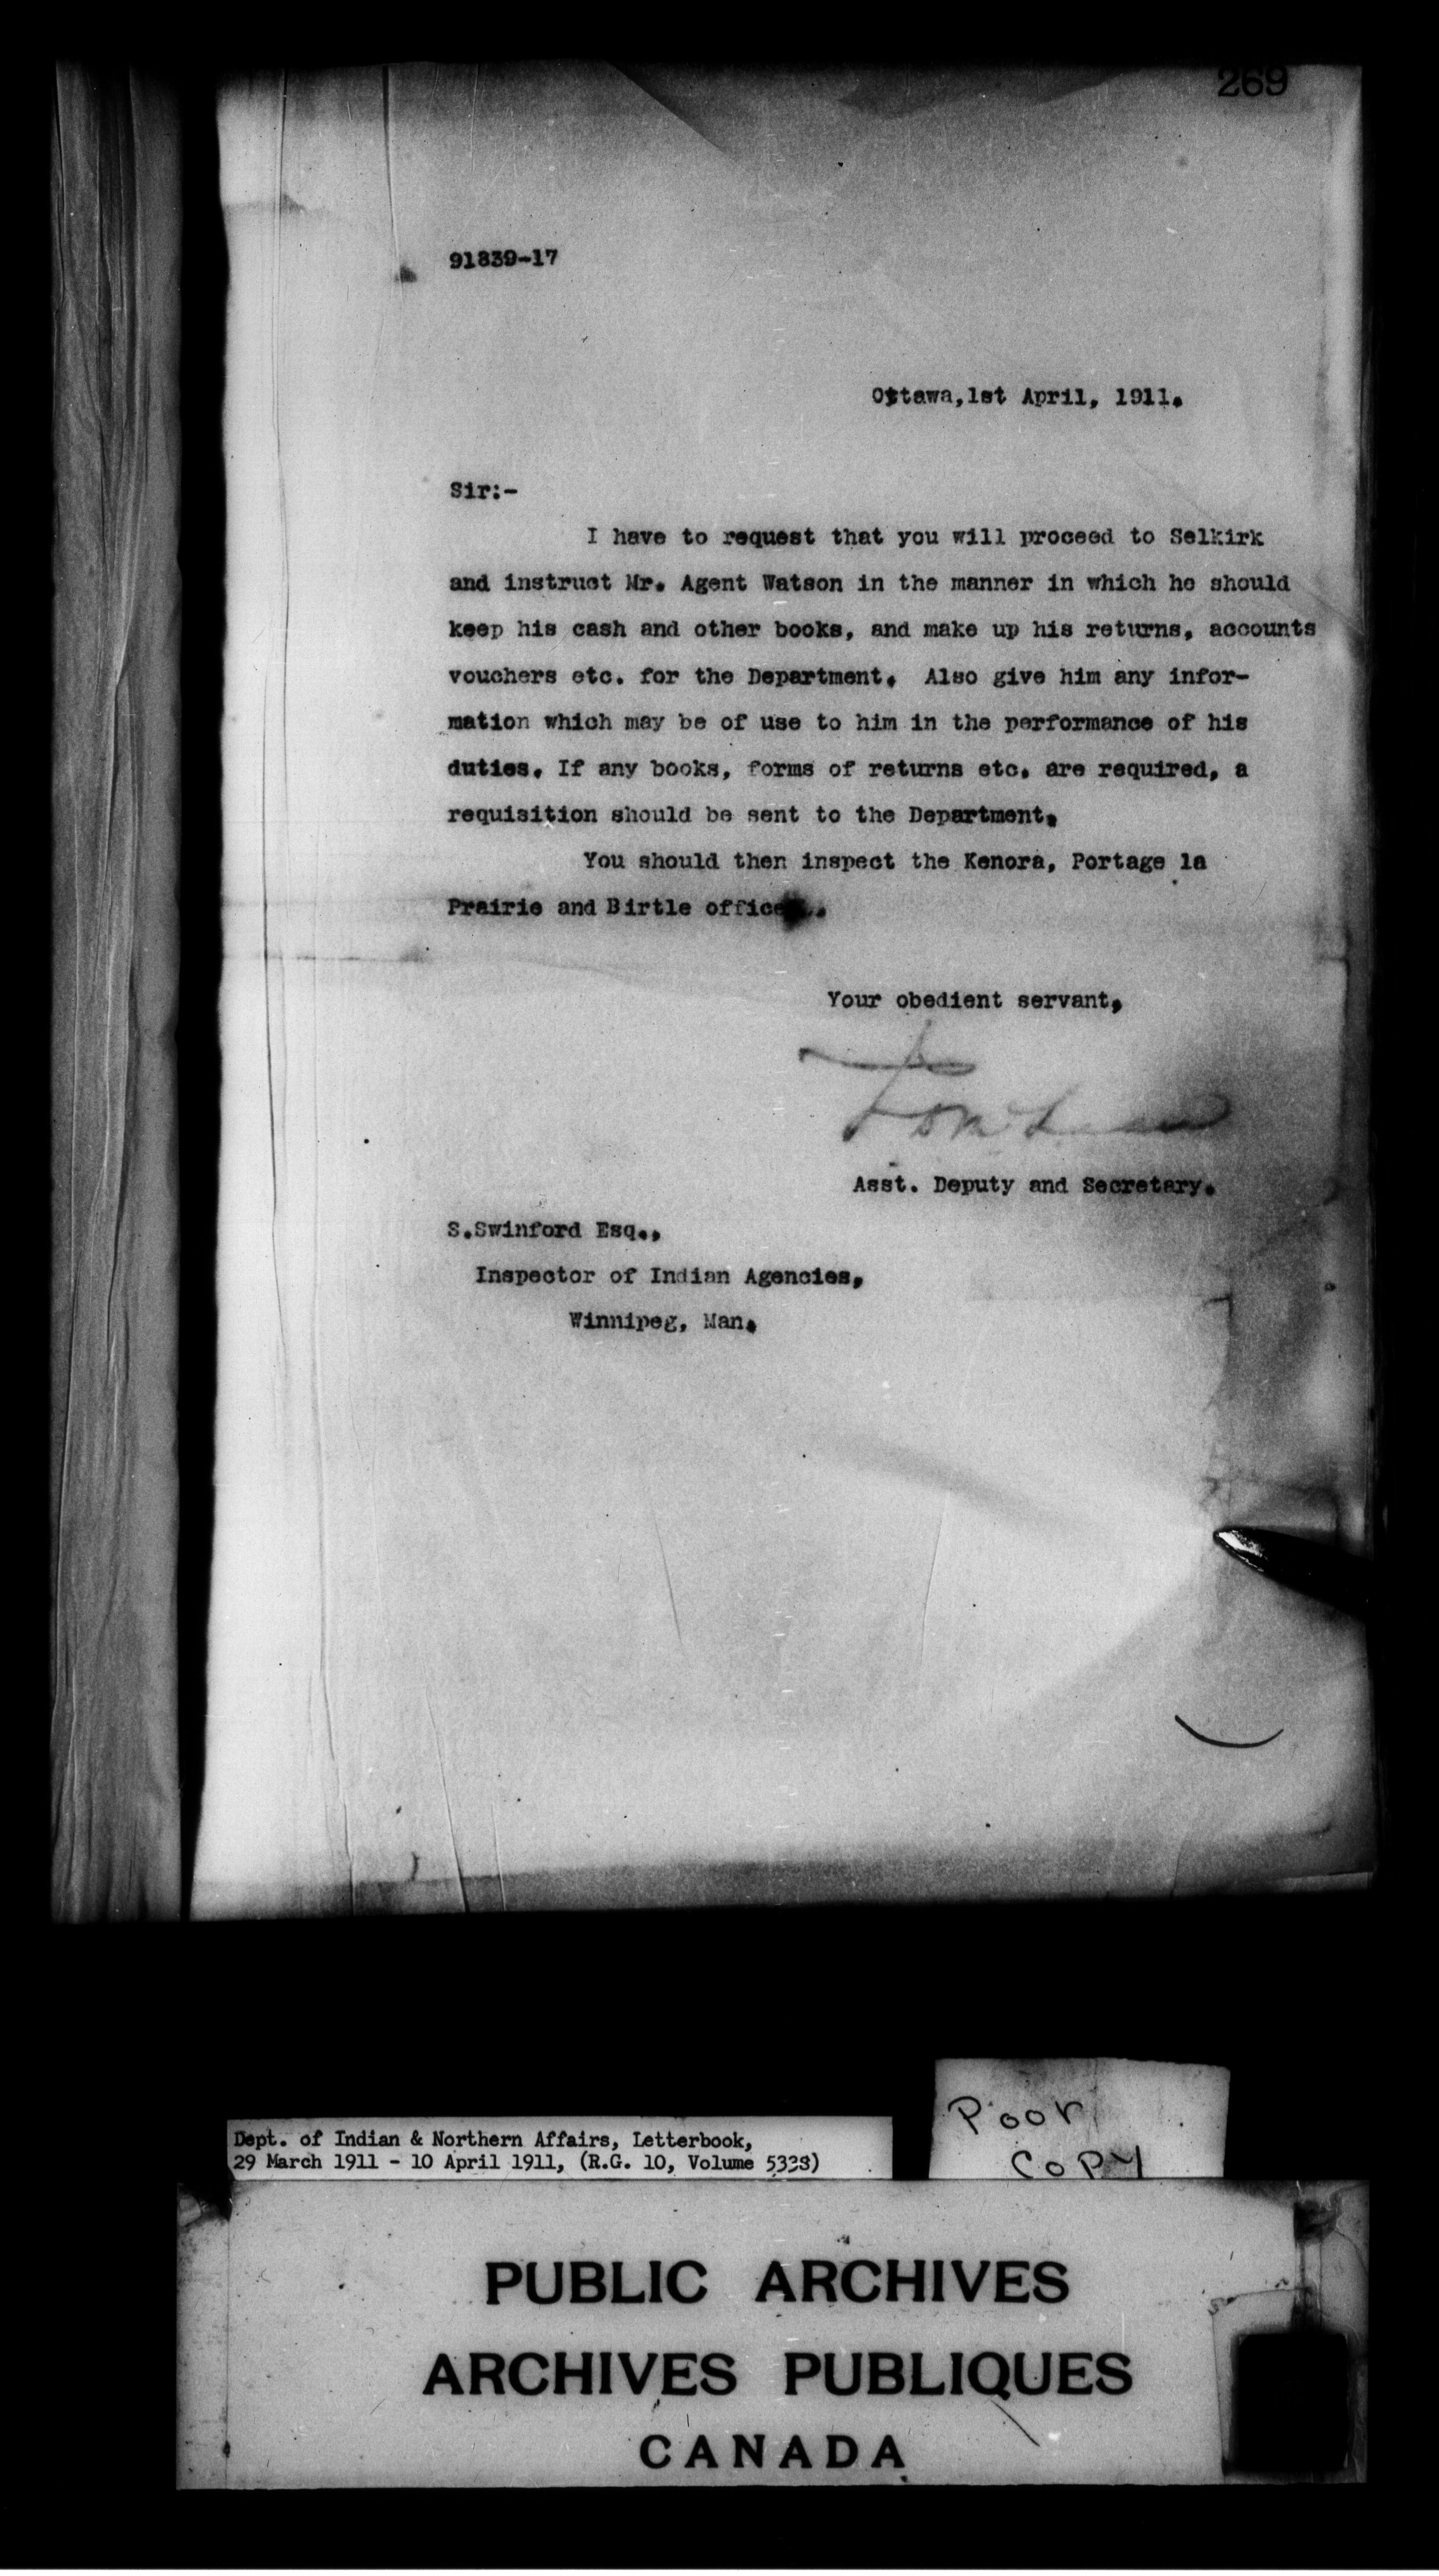 269
91839-17
Ottawa,1st April, 1911.
Sir:-
I have to request that you will proceed to Selkirk
and instruct Mr. Agent Watson in the manner in which he should
keep his cash and other books, and make up his returns, accounts
vouchers etc. for the Department. Also give him any infor-
mation which may be of use to him in the performance of his
duties. If any books, forms of returns etc. are required, a
requisition should be sent to the Department.
You should then inspect the Kenora, Portage la
Prairie and Birtle office
Your obedient servant,
Asst. Deputy and Secretary.
S.Swinford Esq.,
Inspector of Indian Agencies,
Winnipeg, Man.
Dept. of Indian & Northern Affairs, Letterbook,
29 March 1911 - 10 April 1911, (R.G. 10, Volume
Poor
Copy
PUBLIC ARCHIVES
ARCHIVES PUBLIQUES
CANADA